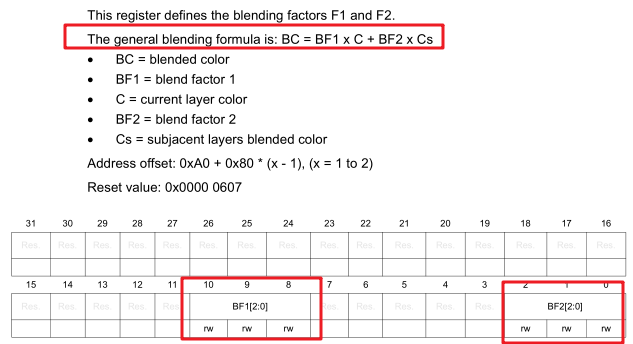 This register defines the blending factors F1 and F2.
The general blending formula is: BC = BF1 x C + BF2 x Cs
• BC = blended color
• BF1 = blend factor 1
• C = current layer color
• BF2 = blend factor 2
• Cs = subjacent layers blended color
Address offset: 0xA0 + 0x80 * (x - 1), (x = 1 to 2)
Reset value: 0x0000 0607
31 30 29 28 27 26 25 24 23 22 21 20 19 18 17 16
Res. Res. Res. Res. Res. Res. Res. Res. Res. Res. Res. Res. Res. Res. Res. Res.
15 14 13 12 11 10 9 8 7 6 5 4 3 2 1 0
Res. Res. Res. Res. Res. BF1[2:0] Res. Res. Res. Res. Res. BF2[2:0]
rw rw rw rw rw rw